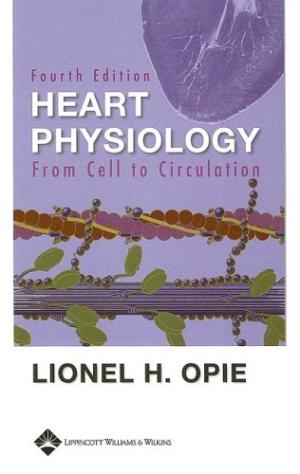 Fourth Edition
HEART
PHYSIOLOGY
From Cell to Circulation
LIONEL H. OPIE
LIPPINCOTT WILLIAMS & WILKINS